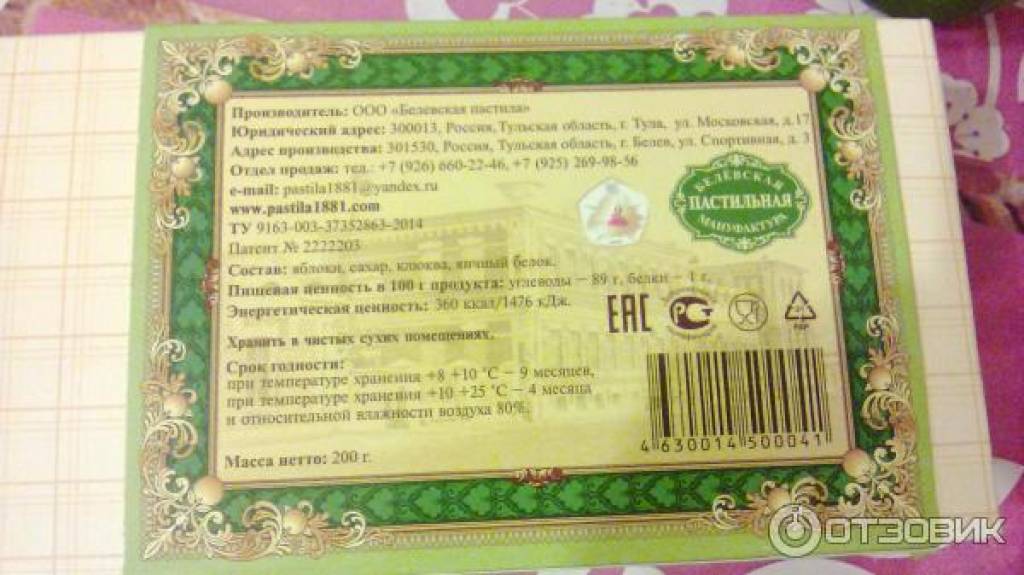 Производитель: ООО «Белевская пастила»
Юридический адрес: 300013, Россия, Тульская область, г. Тула, ул. Московская, д.17
Адрес производства: 301530, Россия, Тульская область, г. Белев, ул. Спортивная, д. 3
Отдел продаж: тел.: +7 (926) 660-22-46, +7 (925) 269-98-56
e-mail: pastila1881@yandex.ru
www.pastila1881.com
ТУ 9163-003-37352863-2014
Патент № 2222203
БЕЛЁВСКАЯ
ПАСТИЛЬНАЯ
МАНУФАКТУРА
Состав: яблоки, сахар, клюква, яичный белок.
Пищевая ценность в 100 г продукта: углеводы – 89 г, белки – 1 г.
Энергетическая ценность: 360 ккал/1476 кДж.
ЕАС
РСТ
PAP
Хранить в чистых сухих помещениях.
Срок годности:
при температуре хранения +8 +10 °С – 9 месяцев,
при температуре хранения +10 +25 °С – 4 месяца
и относительной влажности воздуха 80%.
4 630014 500041
Масса нетто: 200 г.
ОТЗОВИК